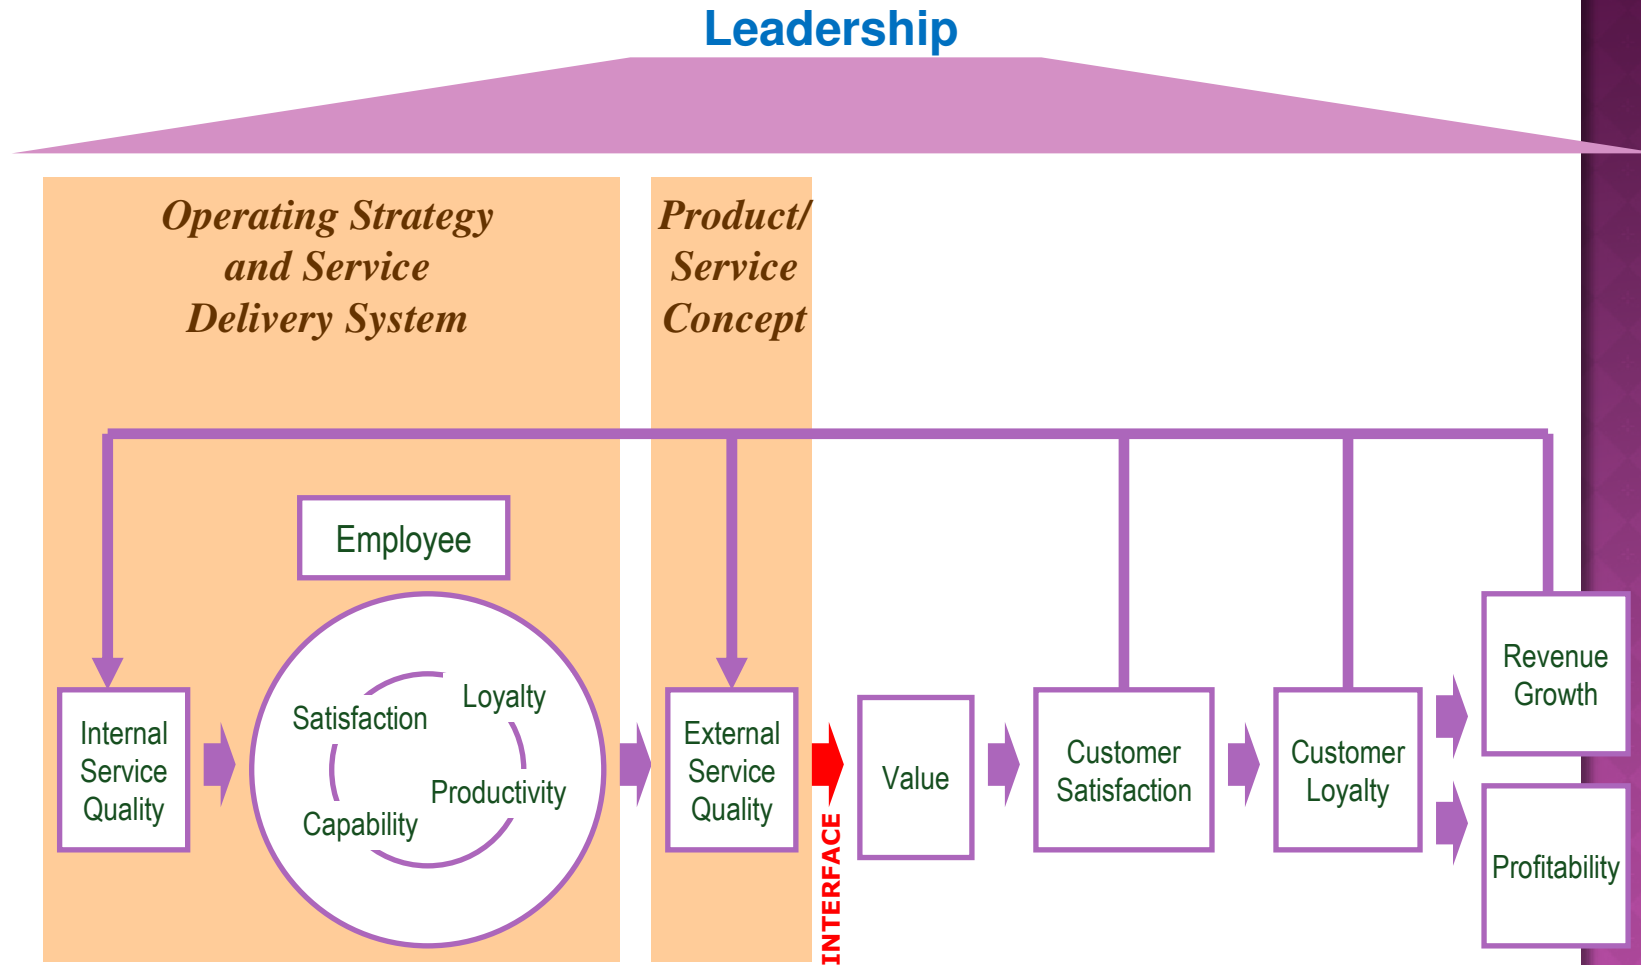 Leadership
Operating Strategy
and Service
Delivery System
Product/
Service
Concept
Employee
Internal
Service
Quality
Satisfaction
Loyalty
Productivity
Capability
External
Service
Quality
INTERFACE
Value
Customer
Satisfaction
Customer
Loyalty
Revenue
Growth
Profitability